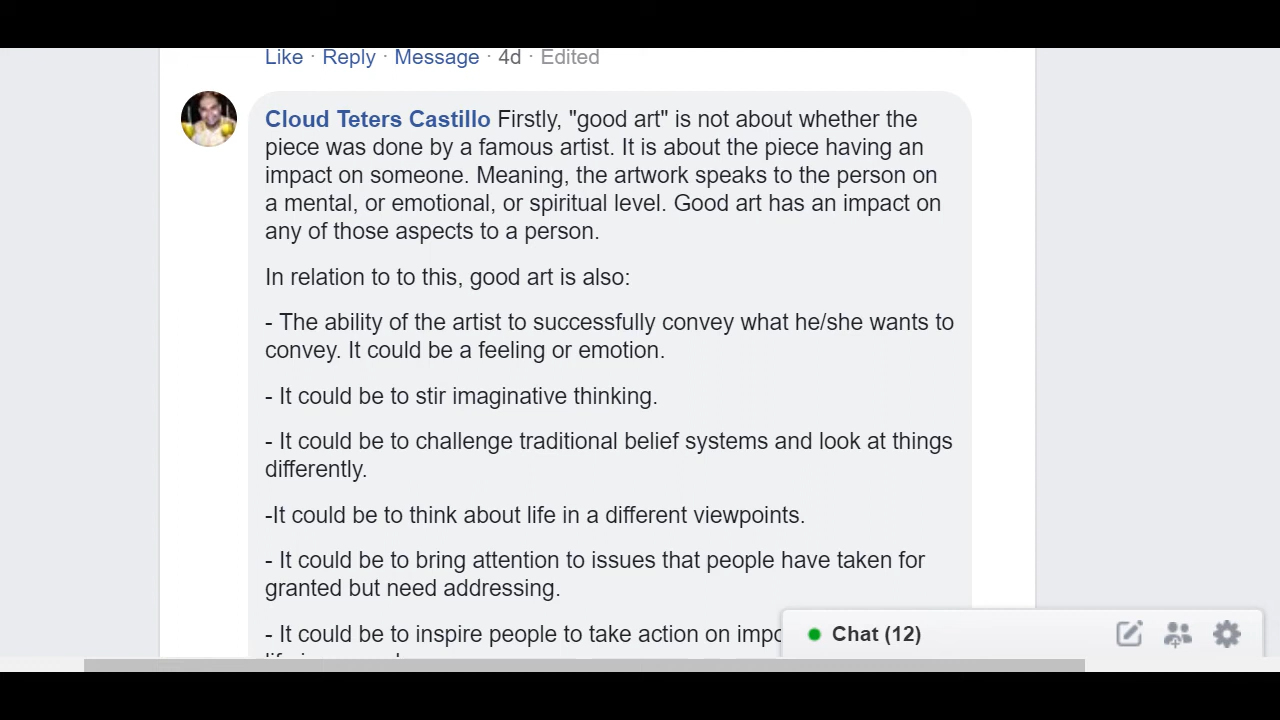 Like · Reply · Message · 4d · Edited
Cloud Teters Castillo Firstly, "good art" is not about whether the
piece was done by a famous artist. It is about the piece having an
impact on someone. Meaning, the artwork speaks to the person on
a mental, or emotional, or spiritual level. Good art has an impact on
any of those aspects to a person.
In relation to to this, good art is also:
- The ability of the artist to successfully convey what he/she wants to
convey. It could be a feeling or emotion.
- It could be to stir imaginative thinking.
- It could be to challenge traditional belief systems and look at things
differently.
-It could be to think about life in a different viewpoints.
- It could be to bring attention to issues that people have taken for
granted but need addressing.
- It could be to inspire people to take action on
Chat (12)